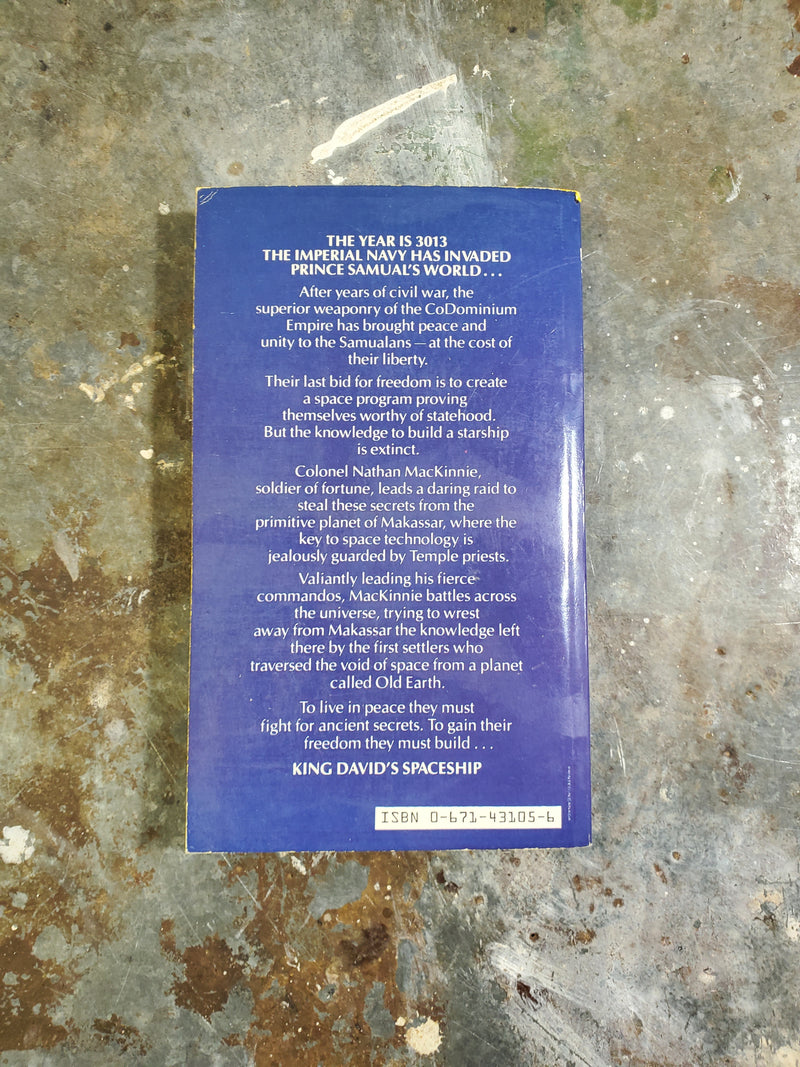 THE YEAR IS 3013
THE IMPERIAL NAVY HAS INVADED
PRINCE SAMUAL'S WORLD...
After years of civil war, the
superior weaponry of the CoDominium
Empire has brought peace and
unity to the Samualans—at the cost of
their liberty.
Their last bid for freedom is to create
a space program proving
themselves worthy of statehood.
But the knowledge to build a starship
is extinct.
Colonel Nathan MacKinnie,
soldier of fortune, leads a daring raid to
steal these secrets from the
primitive planet of Makassar, where the
key to space technology is
jealously guarded by Temple priests.
Valiantly leading his fierce
commandos, MacKinnie battles across
the universe, trying to wrest
away from Makassar the knowledge left
there by the first settlers who
traversed the void of space from a planet
called Old Earth.
To live in peace they must
fight for ancient secrets. To gain their
freedom they must build...
KING DAVID'S SPACESHIP
ISBN 0-671-43105-6